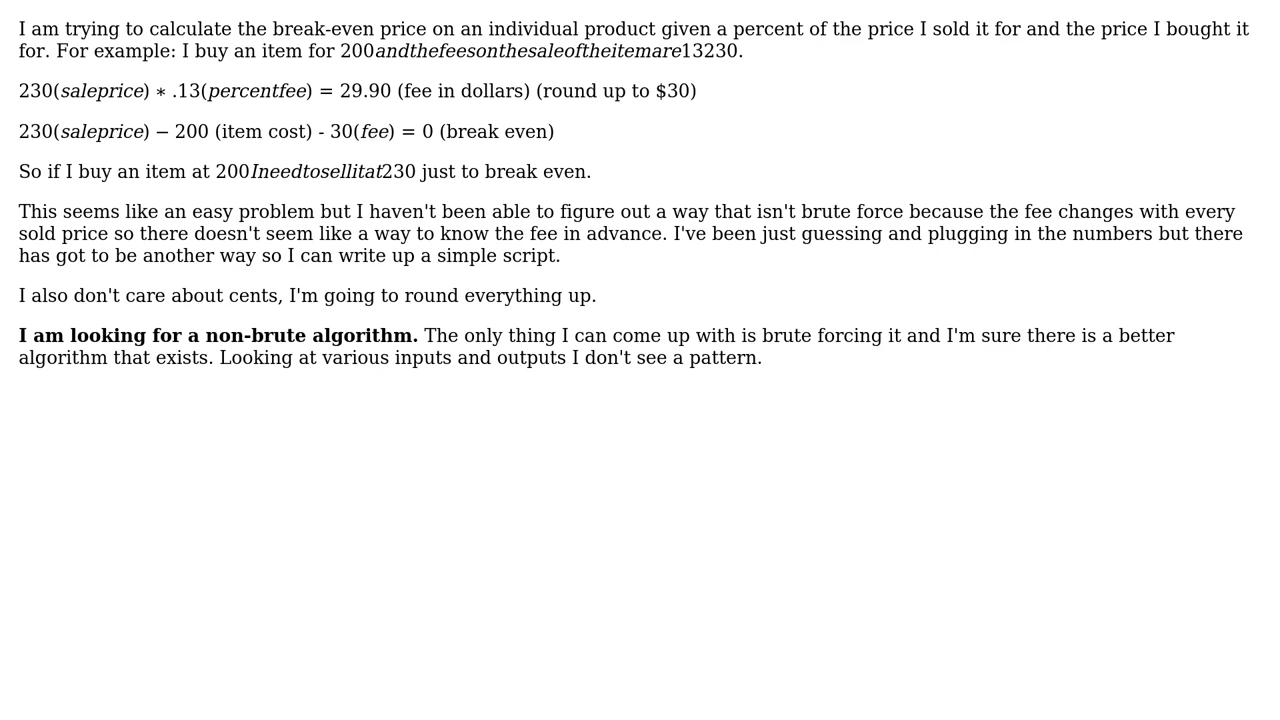 I am trying to calculate the break-even price on an individual product given a percent of the price I sold it for and the price I bought it
for. For example: I buy an item for 200andthefeesonthesaleoftheitemare13230.
230(saleprice) ∗ .13(percentfee) = 29.90 (fee in dollars) (round up to $30)
230(saleprice) − 200 (item cost) - 30(fee) = 0 (break even)
So if I buy an item at 200Ineedtosellitat230 just to break even.
This seems like an easy problem but I haven't been able to figure out a way that isn't brute force because the fee changes with every
sold price so there doesn't seem like a way to know the fee in advance. I've been just guessing and plugging in the numbers but there
has got to be another way so I can write up a simple script.
I also don't care about cents, I'm going to round everything up.
I am looking for a non-brute algorithm. The only thing I can come up with is brute forcing it and I'm sure there is a better
algorithm that exists. Looking at various inputs and outputs I don't see a pattern.